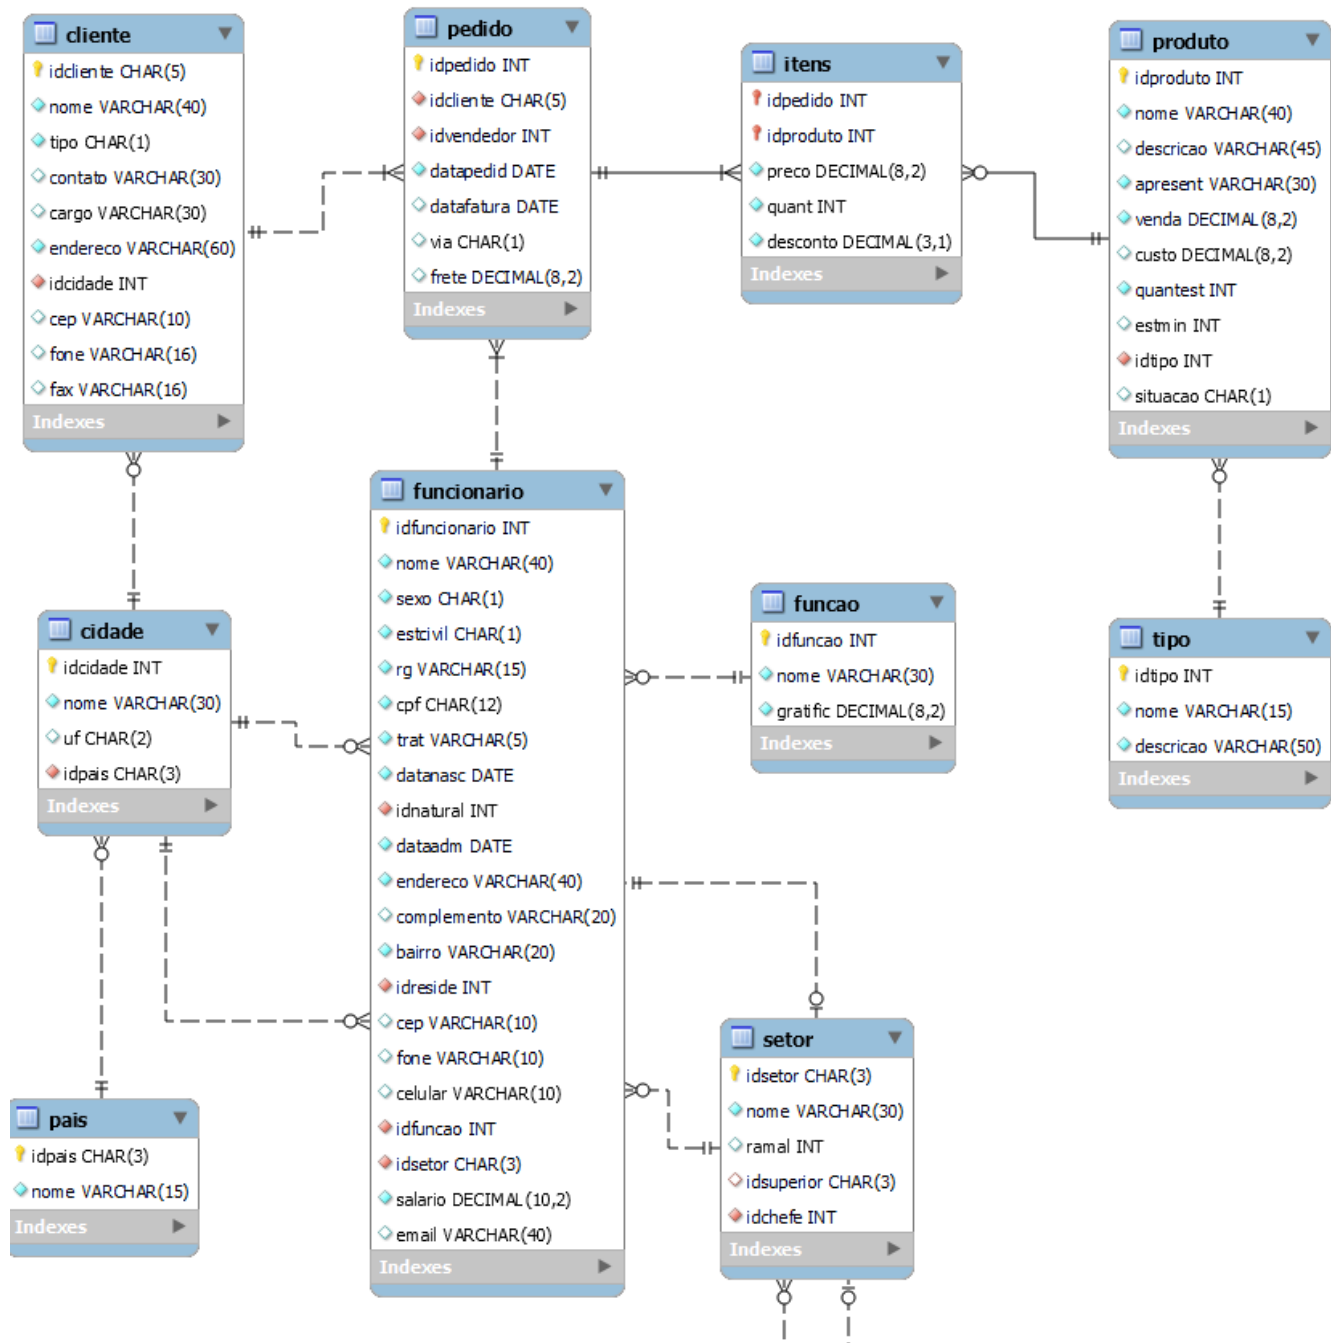 cliente
idcliente CHAR(5)
nome VARCHAR(40)
tipo CHAR(1)
contato VARCHAR(30)
cargo VARCHAR(30)
endereco VARCHAR(60)
idcidade INT
cep VARCHAR(10)
fone VARCHAR(16)
fax VARCHAR(16)
Indexes
pedido
idpedido INT
idcliente CHAR(5)
idvendedor INT
datapedid DATE
datafatura DATE
via CHAR(1)
frete DECIMAL(8,2)
Indexes
itens
idpedido INT
idproduto INT
preco DECIMAL(8,2)
quant INT
desconto DECIMAL(3,1)
Indexes
produto
idproduto INT
nome VARCHAR(40)
descricao VARCHAR(45)
apresent VARCHAR(30)
venda DECIMAL(8,2)
custo DECIMAL(8,2)
quantest INT
estmin INT
idtipo INT
situacao CHAR(1)
Indexes
funcionario
idfuncionario INT
nome VARCHAR(40)
sexo CHAR(1)
estcivil CHAR(1)
rg VARCHAR(15)
cpf CHAR(12)
trat VARCHAR(5)
datanasc DATE
idnatural INT
dataadm DATE
endereco VARCHAR(40)
complemento VARCHAR(20)
bairro VARCHAR(20)
idreside INT
cep VARCHAR(10)
fone VARCHAR(10)
celular VARCHAR(10)
idfuncao INT
idsetor CHAR(3)
salario DECIMAL(10,2)
email VARCHAR(40)
Indexes
funcao
idfuncao INT
nome VARCHAR(30)
gratific DECIMAL(8,2)
Indexes
tipo
idtipo INT
nome VARCHAR(15)
descricao VARCHAR(50)
Indexes
cidade
idcidade INT
nome VARCHAR(30)
uf CHAR(2)
idpais CHAR(3)
Indexes
setor
idsetor CHAR(3)
nome VARCHAR(30)
ramal INT
idsuperior CHAR(3)
idchefe INT
Indexes
pais
idpais CHAR(3)
nome VARCHAR(15)
Indexes